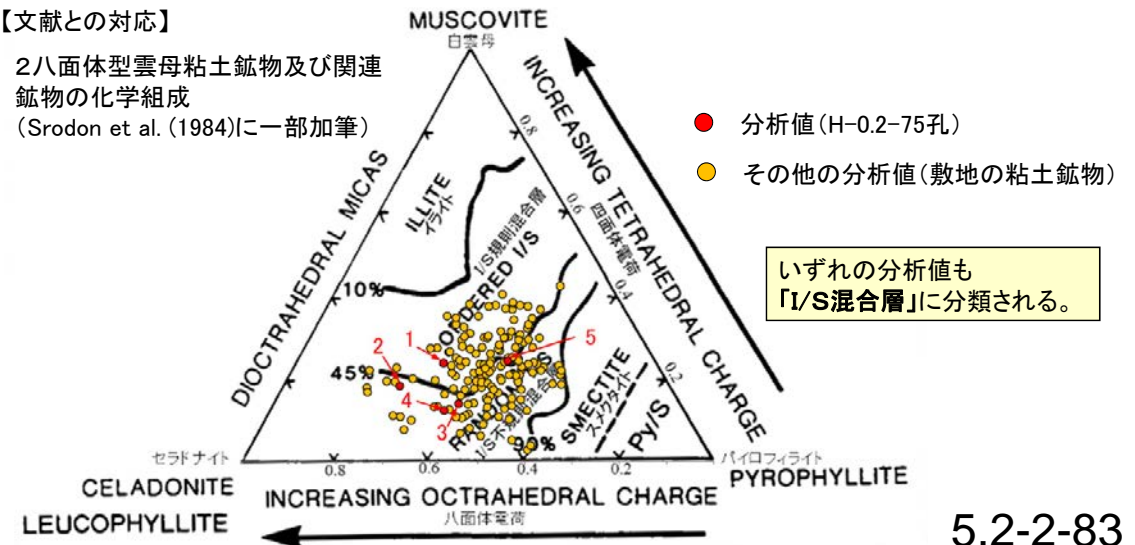 【文献との対応】
2八面体型雲母粘土鉱物及び関連
鉱物の化学組成
(Srodon et al. (1984)に一部加筆)
MUSCOVITE
白雲母
分析値(H-0.2-75孔)
その他の分析値(敷地の粘土鉱物)
いずれの分析値も
「I/S混合層」に分類される。
INCREASING TETRAHEDRAL CHARGE
四面体電荷
0.8
0.6
0.4
0.2
DIOCTRAHEDRAL MICAS
ILLITE
イライト
I/S規則混合層
ORDERED I/S
10%
1
2
5
45%
4
3
I/S不規則混合層
SMECTITE
スメクタイト
Py/S
セラドナイト
CELADONITE
LEUCOPHYLLITE
パイロフィライト
PYROPHYLLITE
0.8
0.6
0.4
0.2
INCREASING OCTRAHEDRAL CHARGE
八面体電荷
5.2-2-83